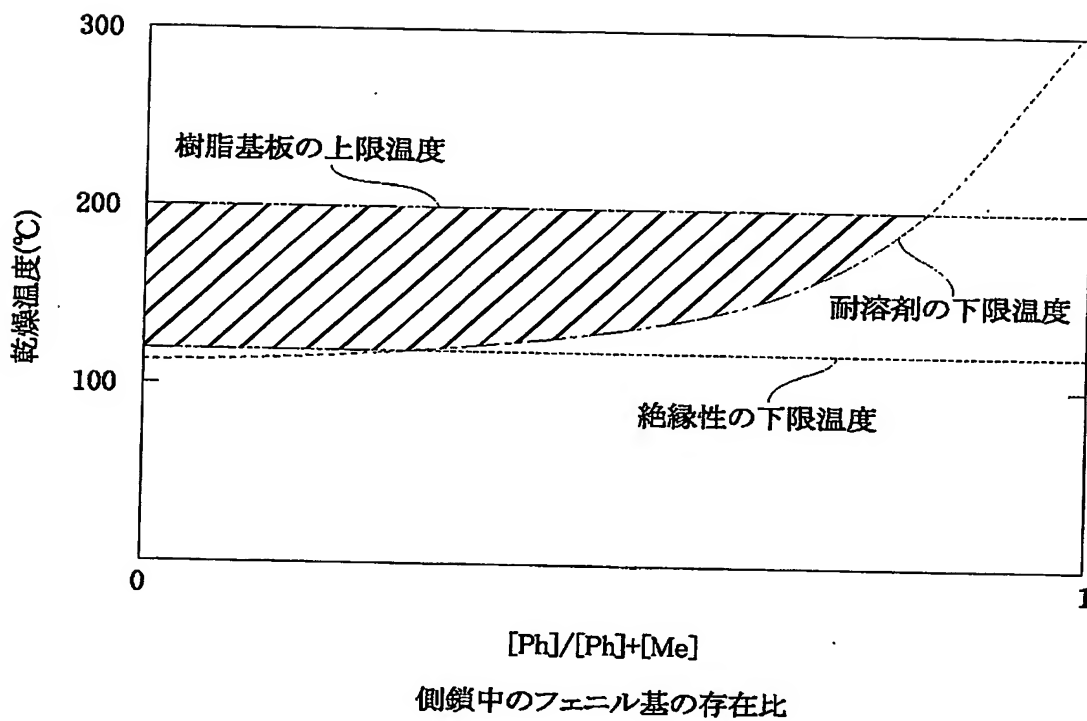 300
樹脂基板の上限温度
200
乾燥温度(℃)
耐溶剤の下限温度
100
絶縁性の下限温度
0
1
[Ph]/[Ph]+[Me]
側鎖中のフェニル基の存在比